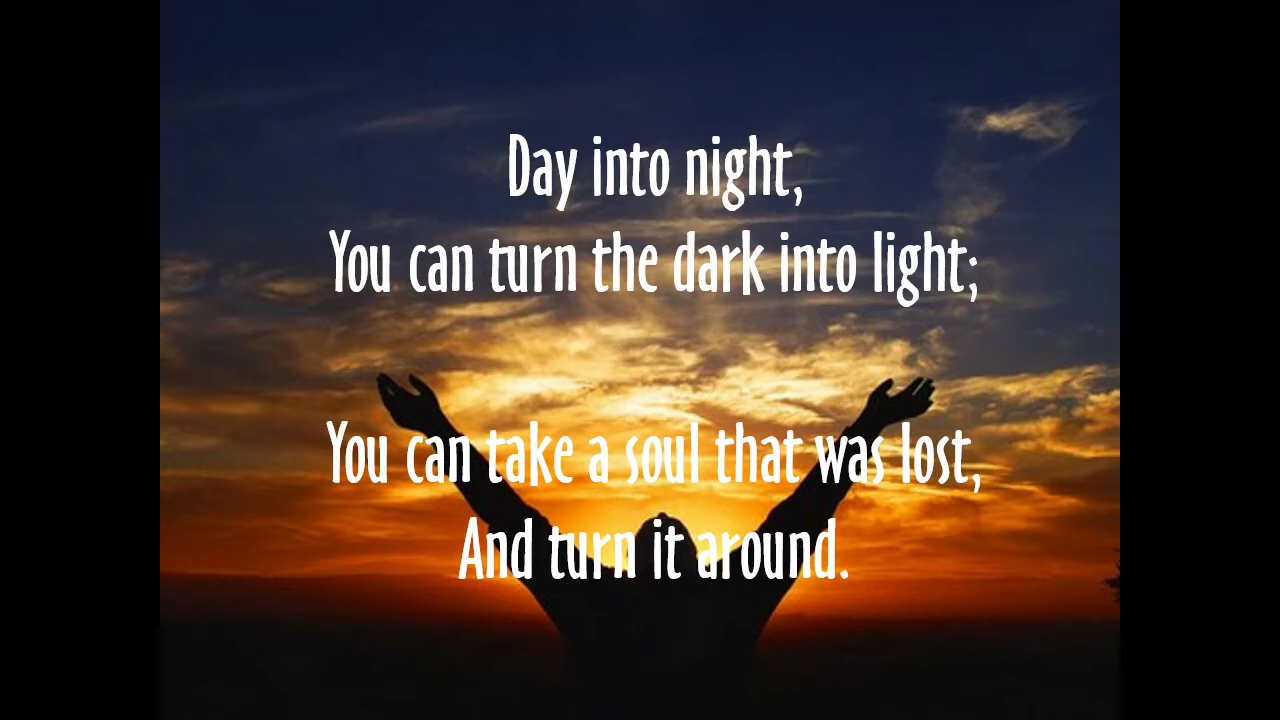 Day into night,
You can turn the dark into light;
You can take a soul that was lost,
And turn it around.